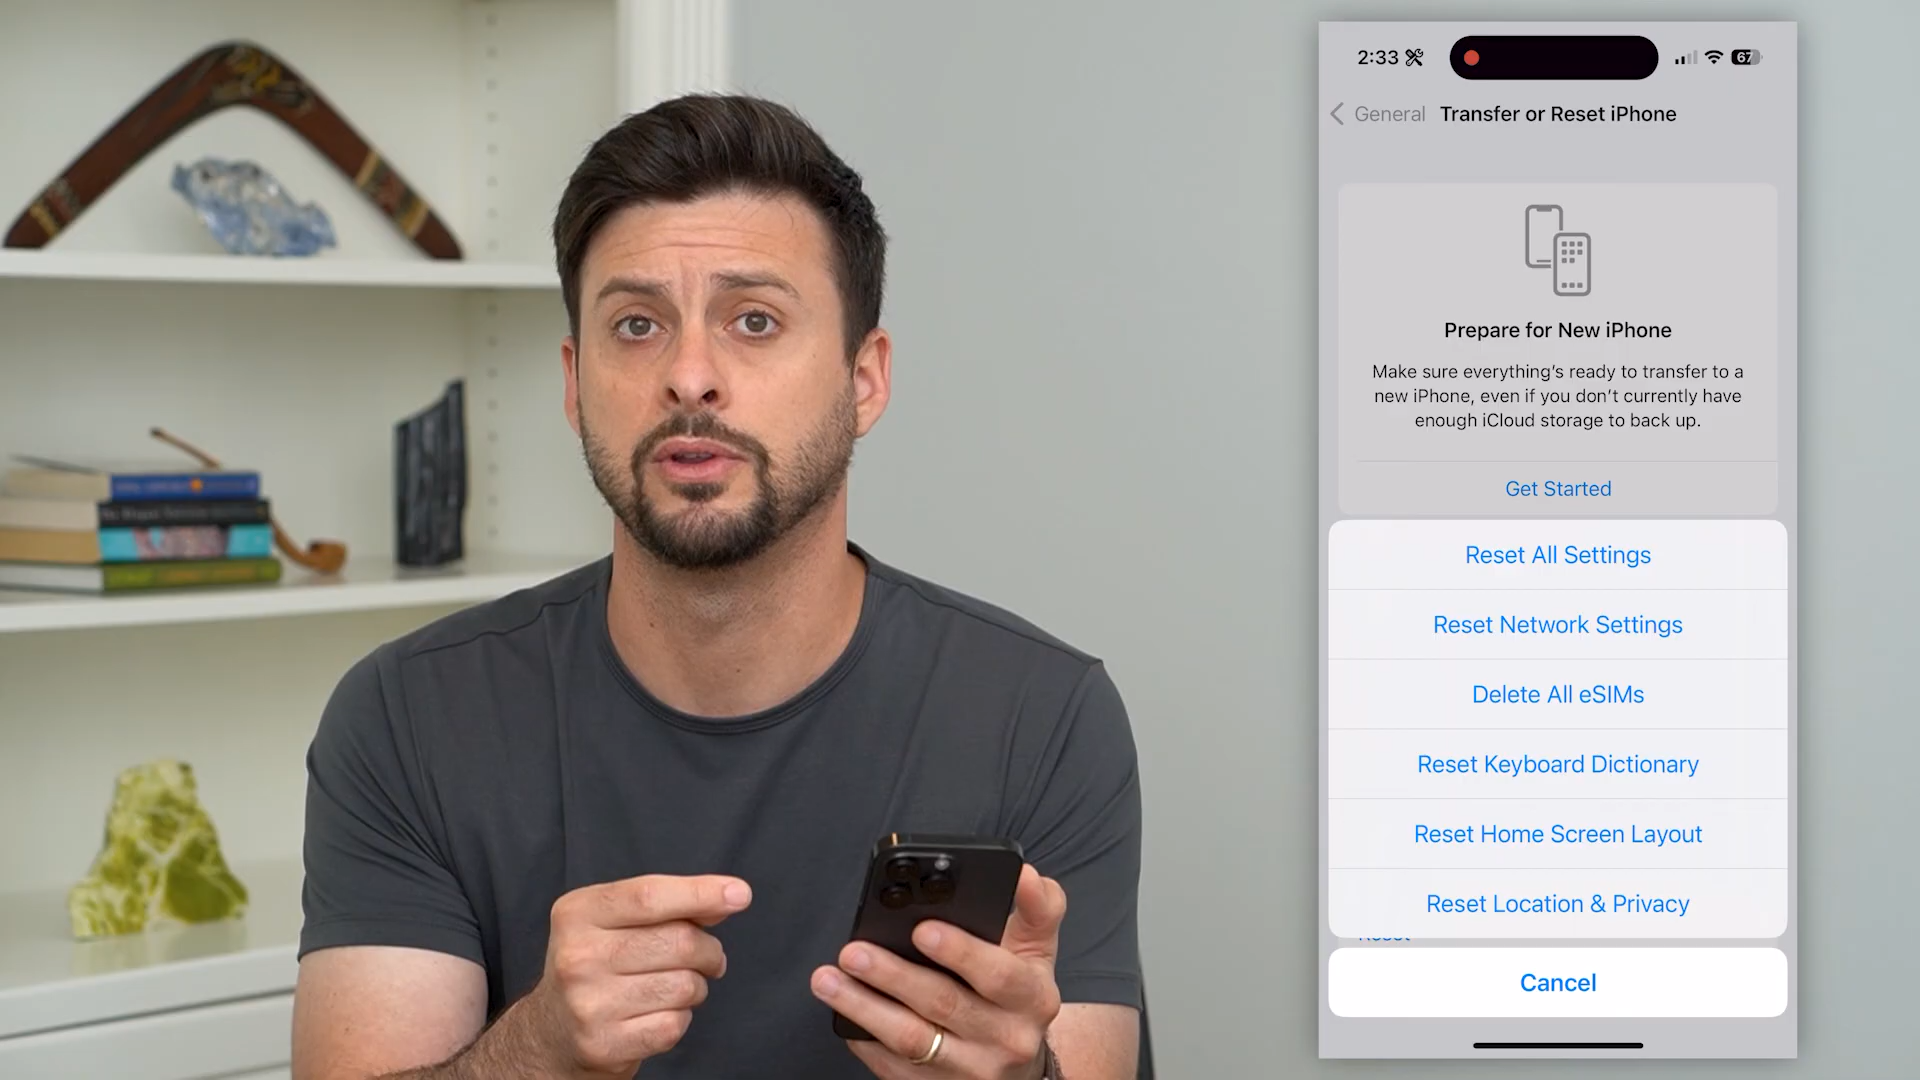 2:33
67
General
Transfer or Reset iPhone
Prepare for New iPhone
Make sure everything's ready to transfer to a
new iPhone, even if you don't currently have
enough iCloud storage to back up.
Get Started
Reset All Settings
Reset Network Settings
Delete All eSIMs
Reset Keyboard Dictionary
Reset Home Screen Layout
Reset Location & Privacy
Cancel